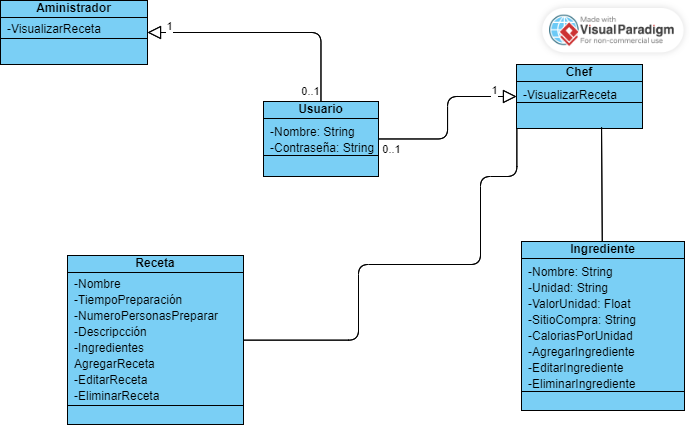 Aministrador
-VisualizarReceta
1
Made with
VisualParadigm
For non-commercial use
Chef
-VisualizarReceta
1
0..1
Usuario
-Nombre: String
-Contraseña: String
0..1
Receta
-Nombre
-TiempoPreparación
-NumeroPersonasPreparar
-Descripcción
-Ingredientes
AgregarReceta
-EditarReceta
-EliminarReceta
Ingrediente
-Nombre: String
-Unidad: String
-ValorUnidad: Float
-SitioCompra: String
-CaloriasPorUnidad
-AgregarIngrediente
-EditarIngrediente
-EliminarIngrediente